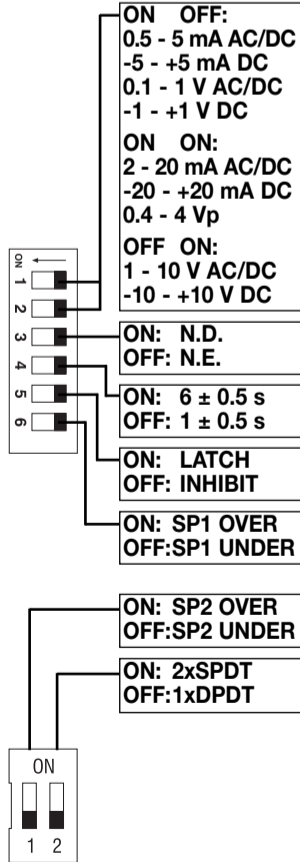 ON OFF:
0.5 - 5 mA AC/DC
-5 - +5 mA DC
0.1 - 1 V AC/DC
-1 - +1 V DC
ON ON:
2 - 20 mA AC/DC
-20 - +20 mA DC
0.4 - 4 Vp
OFF ON:
1 - 10 V AC/DC
-10 - +10 V DC
ON
1
2
3
4
5
6
ON: N.D.
OFF: N.E.
ON: 6 ± 0.5 s
OFF: 1 ± 0.5 s
ON: LATCH
OFF: INHIBIT
ON: SP1 OVER
OFF:SP1 UNDER
ON: SP2 OVER
OFF:SP2 UNDER
ON: 2xSPDT
OFF:1xDPDT
ON
1 2